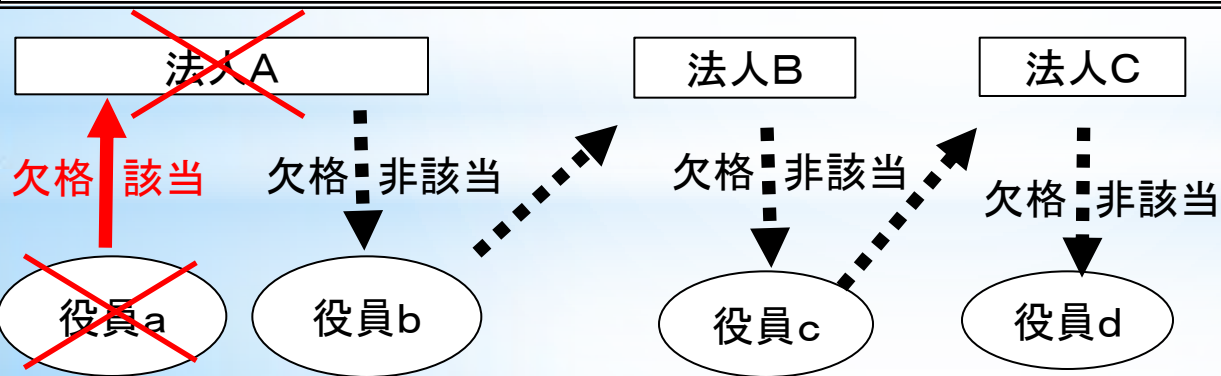 法人A
法人B
法人C
欠格 該当
欠格 非該当
欠格 非該当
欠格 非該当
役員a
役員b
役員c
役員d